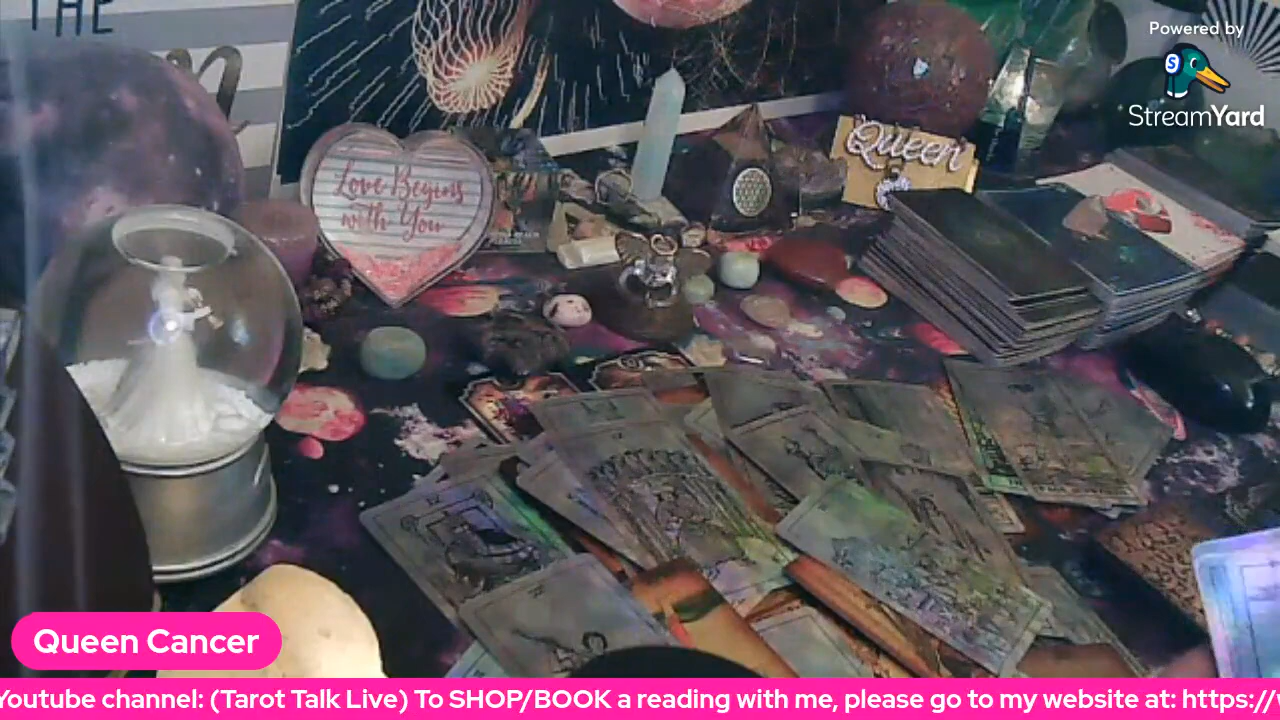 THE
Powered by
S
StreamYard
Love Begins
with You
Queen
Queen Cancer
Youtube channel: (Tarot Talk Live) To SHOP/BOOK a reading with me, please go to my website at: https://